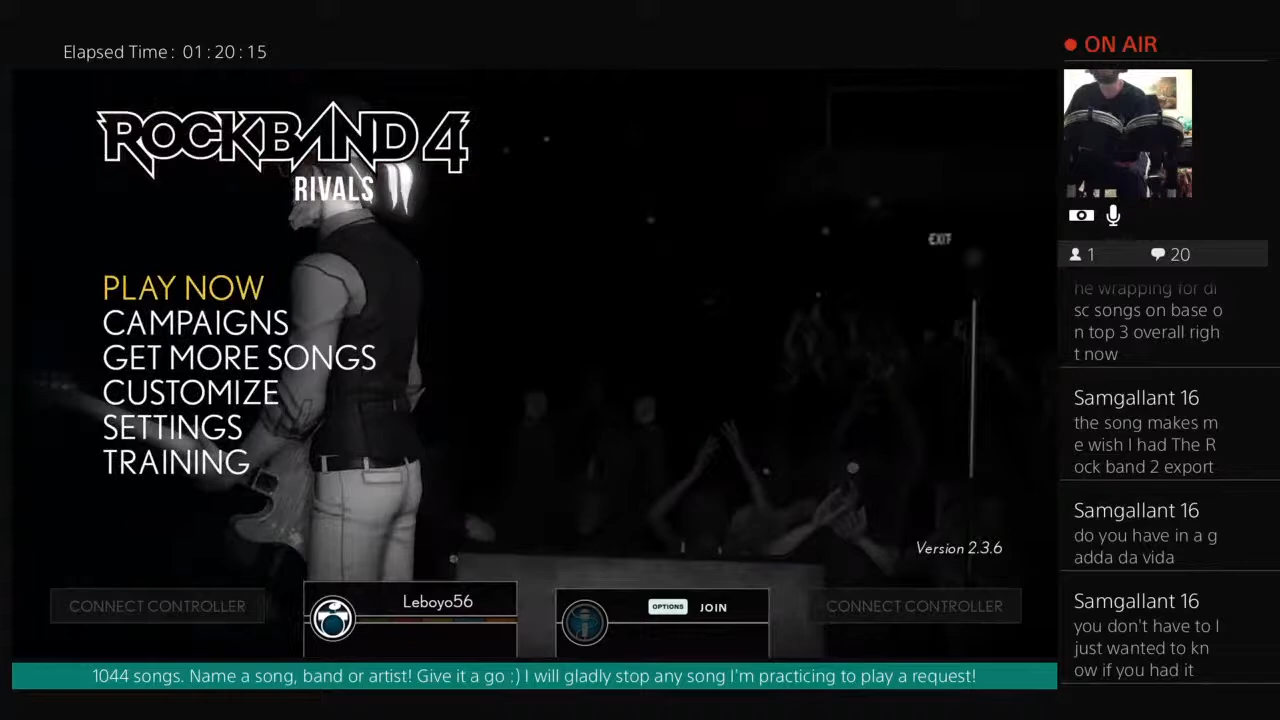 Elapsed Time: 01:20:15
ON AIR
ROCKBAND 4
RIVALS
EXIT
1
20
PLAY NOW
CAMPAIGNS
GET MORE SONGS
CUSTOMIZE
SETTINGS
TRAINING
Version 2.3.6
CONNECT CONTROLLER
Leboyo56
OPTIONS JOIN
CONNECT CONTROLLER
1044 songs. Name a song, band or artist! Give it a go :) I will gladly stop any song I'm practicing to play a request!
he wrapping for di
sc songs on base o
n top 3 overall righ
t now
Samgallant 16
the song makes m
e wish I had The R
ock band 2 export
Samgallant 16
do you have in a g
adda da vida
Samgallant 16
you don't have to I
just wanted to kn
ow if you had it